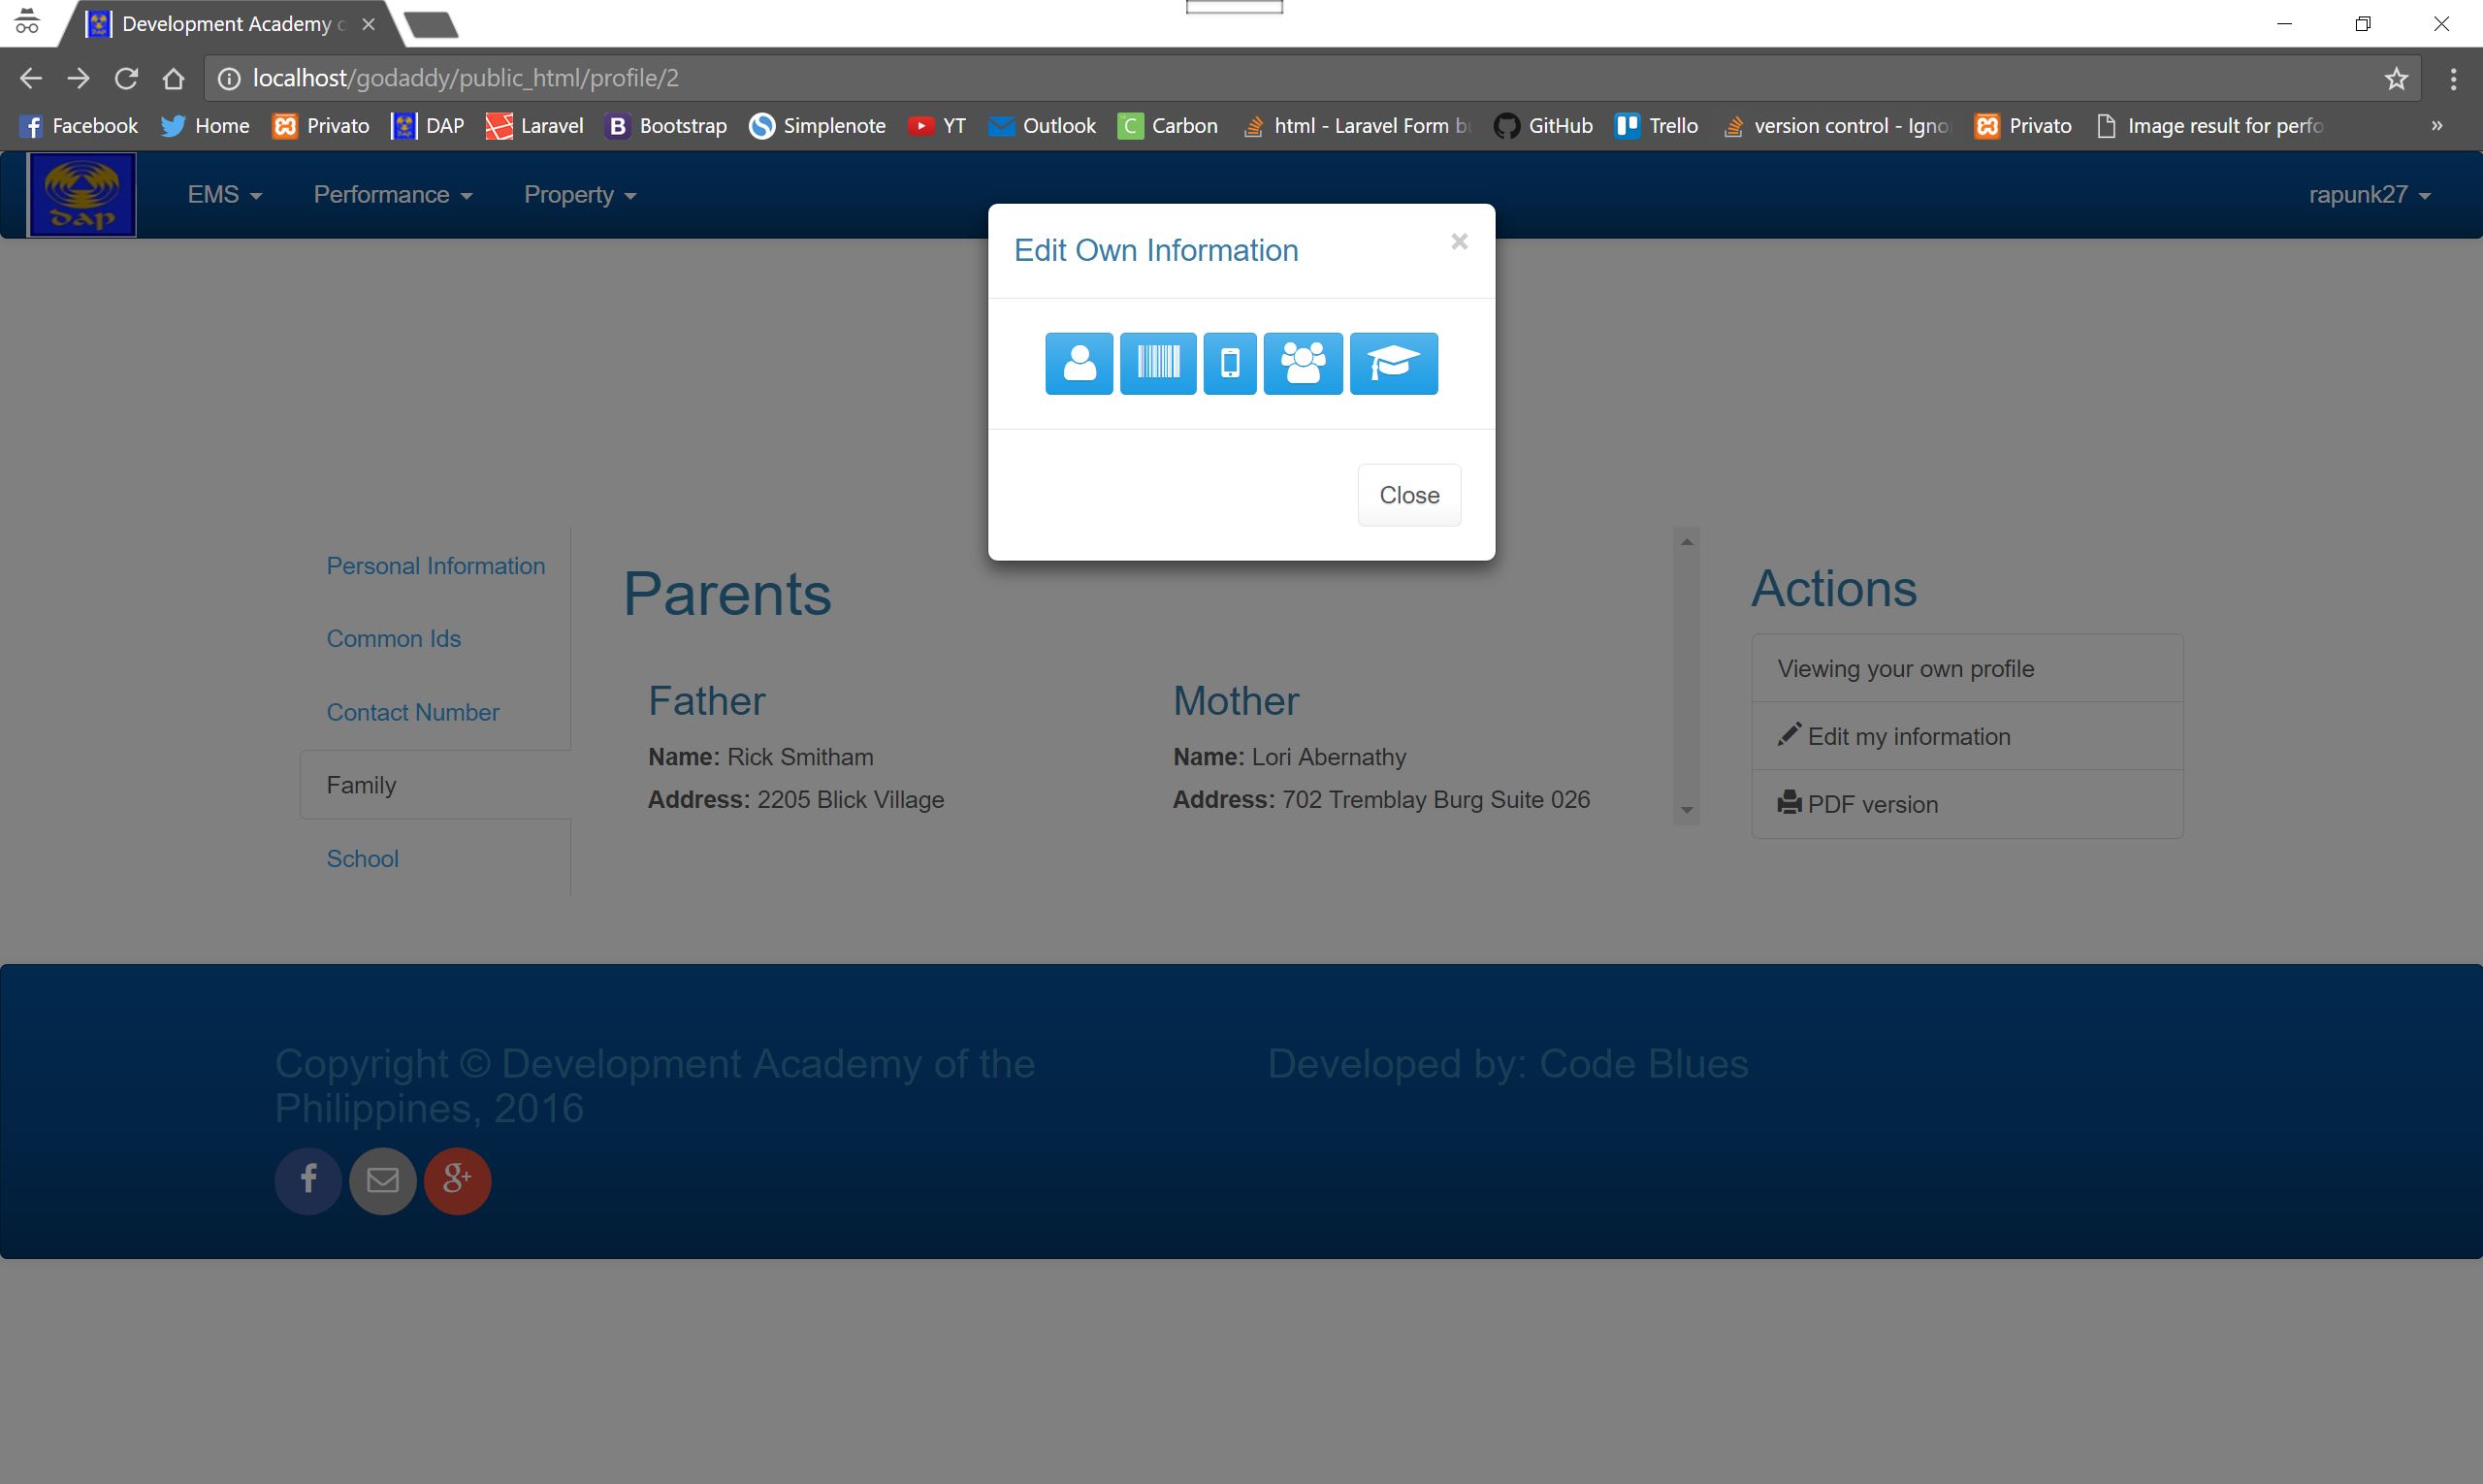 Development Academy o
localhost/godaddy/public_html/profile/2
Facebook Home Privato DAP Laravel Bootstrap Simplenote YT Outlook Carbon html - Laravel Form b GitHub Trello version control - Igno Privato Image result for perfo »
dap EMS Performance Property rapunk27
Edit Own Information ×
Close
Personal Information
Common Ids
Contact Number
Family
School
Parents
Father
Name: Rick Smitham
Address: 2205 Blick Village
Mother
Name: Lori Abernathy
Address: 702 Tremblay Burg Suite 026
Actions
Viewing your own profile
Edit my information
PDF version
Copyright © Development Academy of the
Philippines, 2016
Developed by: Code Blues
f g+